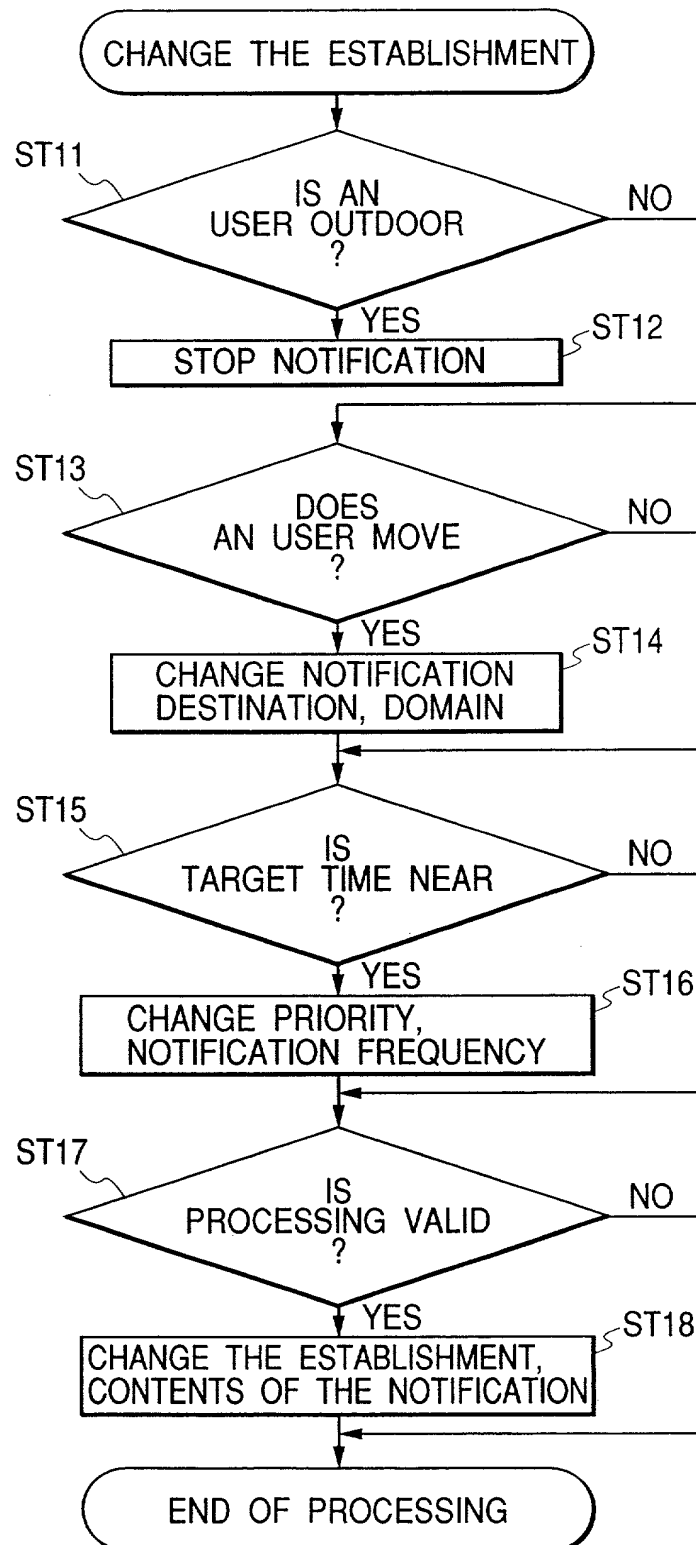 CHANGE THE ESTABLISHMENT
ST11
IS AN
USER OUTDOOR
?
NO
YES
ST12
STOP NOTIFICATION
ST13
DOES
AN USER MOVE
?
NO
YES
ST14
CHANGE NOTIFICATION
DESTINATION, DOMAIN
ST15
IS
TARGET TIME NEAR
?
NO
YES
ST16
CHANGE PRIORITY,
NOTIFICATION FREQUENCY
ST17
IS
PROCESSING VALID
?
NO
YES
ST18
CHANGE THE ESTABLISHMENT,
CONTENTS OF THE NOTIFICATION
END OF PROCESSING